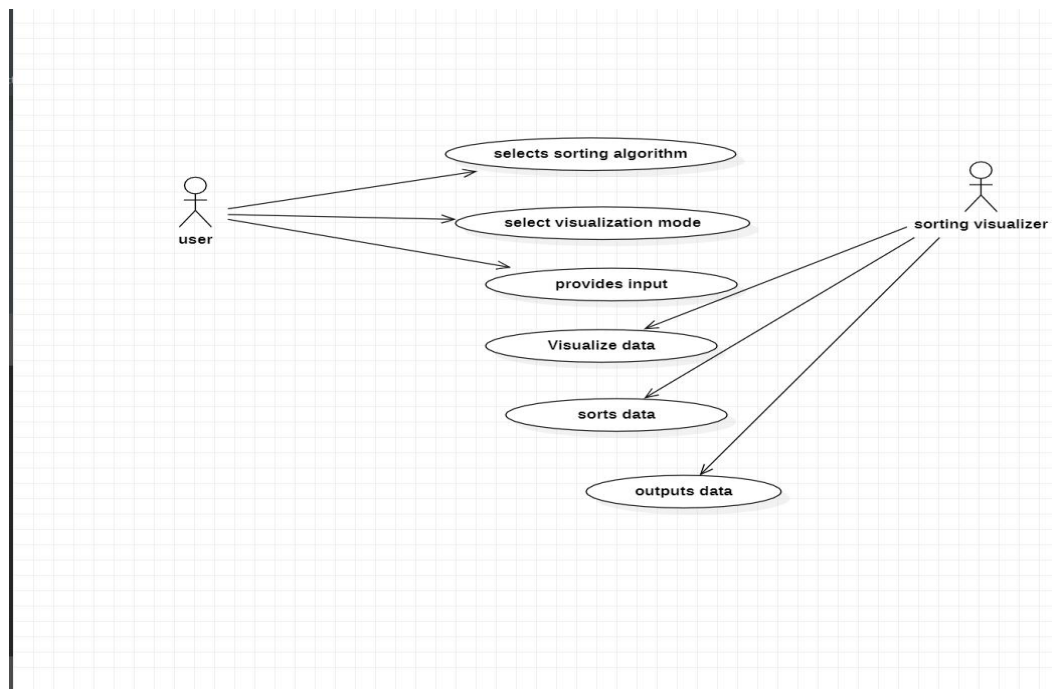 selects sorting algorithm
user
select visualization mode
sorting visualizer
provides input
Visualize data
sorts data
outputs data